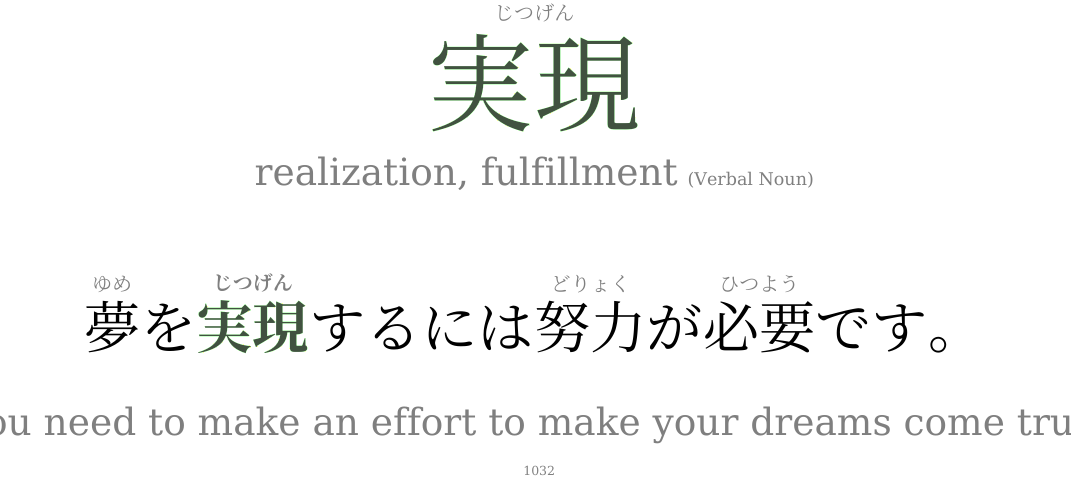 じつげん
実現
realization, fulfillment (Verbal Noun)
ゆめ じつげん どりょく ひつよう
夢を実現するには努力が必要です。
ou need to make an effort to make your dreams come tru
1032